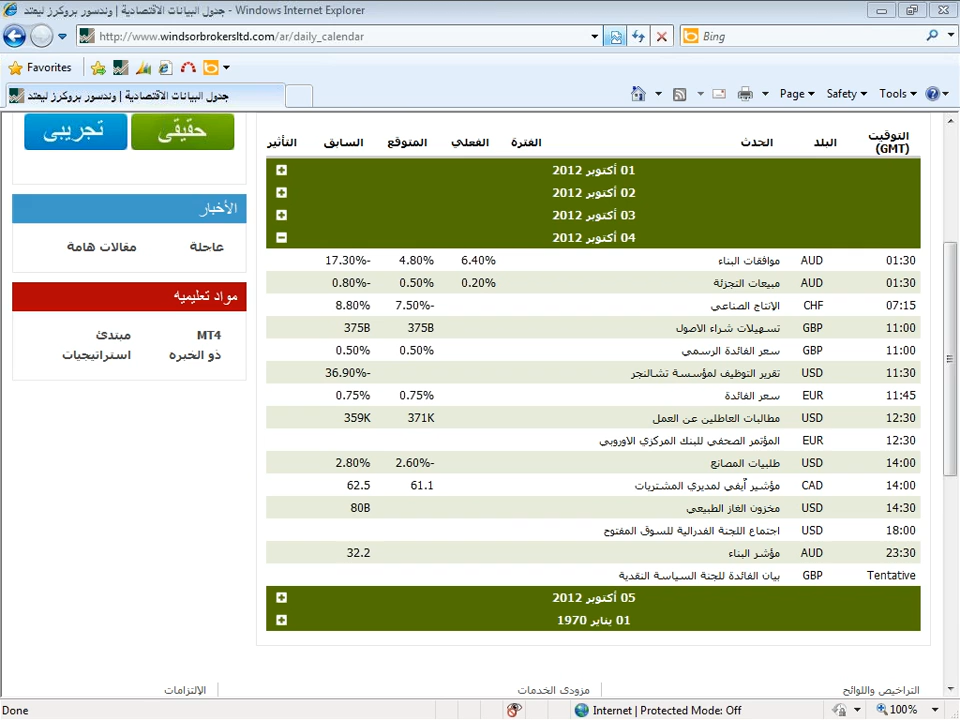 جدول البيانات الاقتصادية | وندسور بروكرز ليمتد - Windows Internet Explorer
http://www.windsorbrokersltd.com/ar/daily_calendar
Bing
Favorites
جدول البيانات الاقتصادية | وندسور بروكرز ليمتد
Page Safety Tools
حقيقي تجريبى
الأخبار
عاجلة مقالات هامة
مواد تعليميه
MT4 مبتدئ
ذو الخبره استراتيجيات
التوقيت (GMT) البلد الحدث الفترة الفعلي المتوقع السابق التأثير
01 أكتوبر 2012
02 أكتوبر 2012
03 أكتوبر 2012
04 أكتوبر 2012
01:30 AUD موافقات البناء 6.40% 4.80% 17.30%-
01:30 AUD مبيعات التجزئة 0.20% 0.50% 0.80%-
07:15 CHF الإنتاج الصناعي 7.50%- 8.80%
11:00 GBP تسهيلات شراء الاصول 375B 375B
11:00 GBP سعر الفائدة الرسمي 0.50% 0.50%
11:30 USD تقرير التوظيف لمؤسسة تشالنجر 36.90%-
11:45 EUR سعر الفائدة 0.75% 0.75%
12:30 USD مطالبات العاطلين عن العمل 371K 359K
12:30 EUR المؤتمر الصحفي للبنك المركزي الاوروبي
14:00 USD طلبيات المصانع 2.60%- 2.80%
14:00 CAD مؤشر آيفي لمديري المشتريات 61.1 62.5
14:30 USD مخزون الغاز الطبيعي 80B
18:00 USD اجتماع اللجنة الفدرالية للسوق المفتوح
23:30 AUD مؤشر البناء 32.2
Tentative GBP بيان الفائدة للجنة السياسة النقدية
05 أكتوبر 2012
01 يناير 1970
التراخيص واللوائح مزودى الخدمات الإلتزامات
Done Internet | Protected Mode: Off 100%